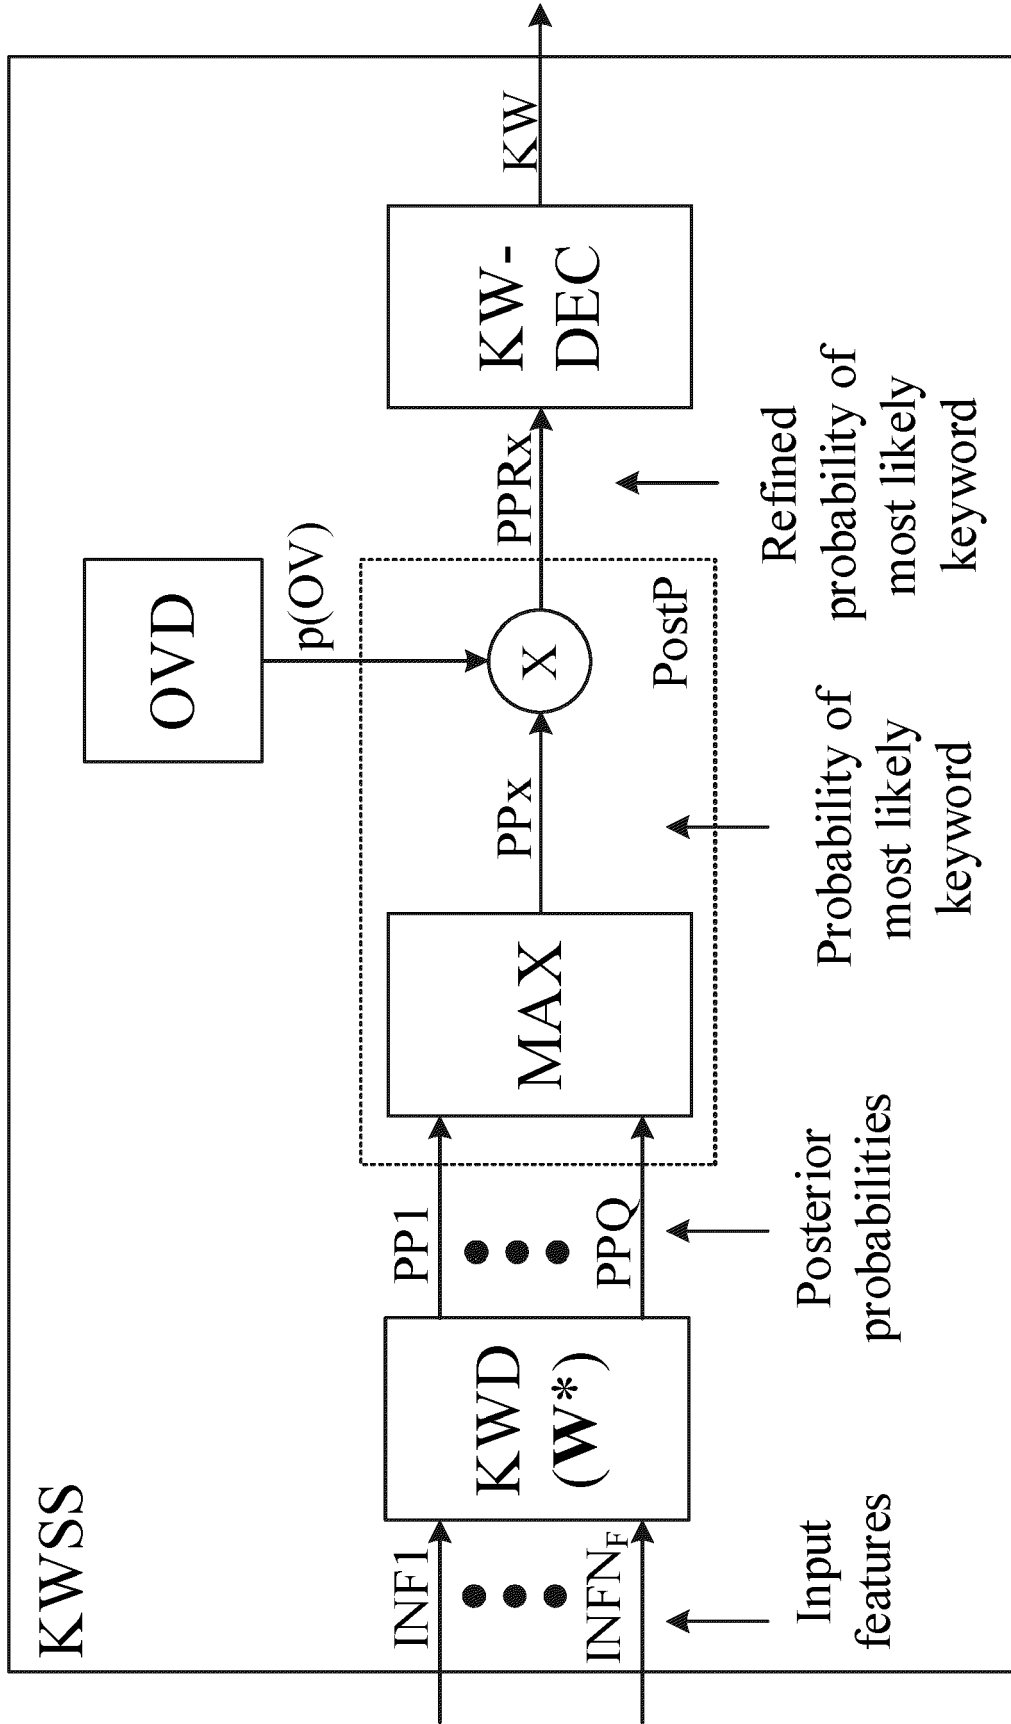 KWSS
OVD
p(OV)
INF1
INFN_F
KWD
(W*)
PP1
PPQ
MAX
PPx
X
PostP
PPRx
KW-
DEC
KW
Input
features
Posterior
probabilities
Probability of
most likely
keyword
Refined
probability of
most likely
keyword